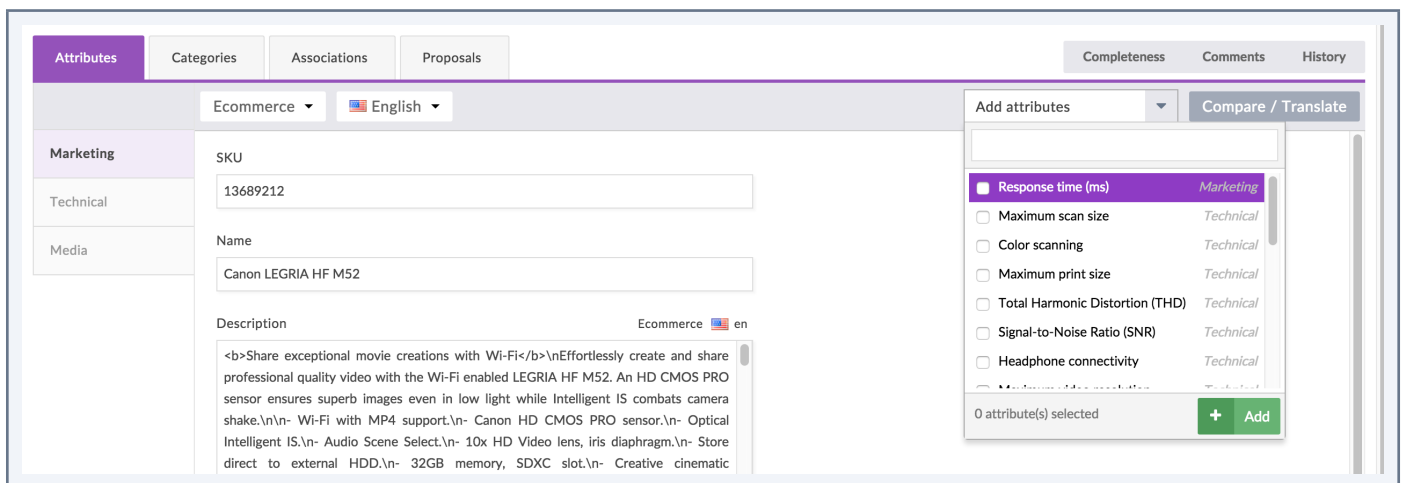 Attributes Categories Associations Proposals Completeness Comments History
Ecommerce English Add attributes Compare / Translate
Marketing
Technical
Media
SKU
13689212
Name
Canon LEGRIA HF M52
Description Ecommerce en
<b>Share exceptional movie creations with Wi-Fi</b>\nEffortlessly create and share
professional quality video with the Wi-Fi enabled LEGRIA HF M52. An HD CMOS PRO
sensor ensures superb images even in low light while Intelligent IS combats camera
shake.\n\n- Wi-Fi with MP4 support.\n- Canon HD CMOS PRO sensor.\n- Optical
Intelligent IS.\n- Audio Scene Select.\n- 10x HD Video lens, iris diaphragm.\n- Store
direct to external HDD.\n- 32GB memory, SDXC slot.\n- Creative cinematic
Response time (ms) Marketing
Maximum scan size Technical
Color scanning Technical
Maximum print size Technical
Total Harmonic Distortion (THD) Technical
Signal-to-Noise Ratio (SNR) Technical
Headphone connectivity Technical
Maximum video resolution Technical
0 attribute(s) selected + Add